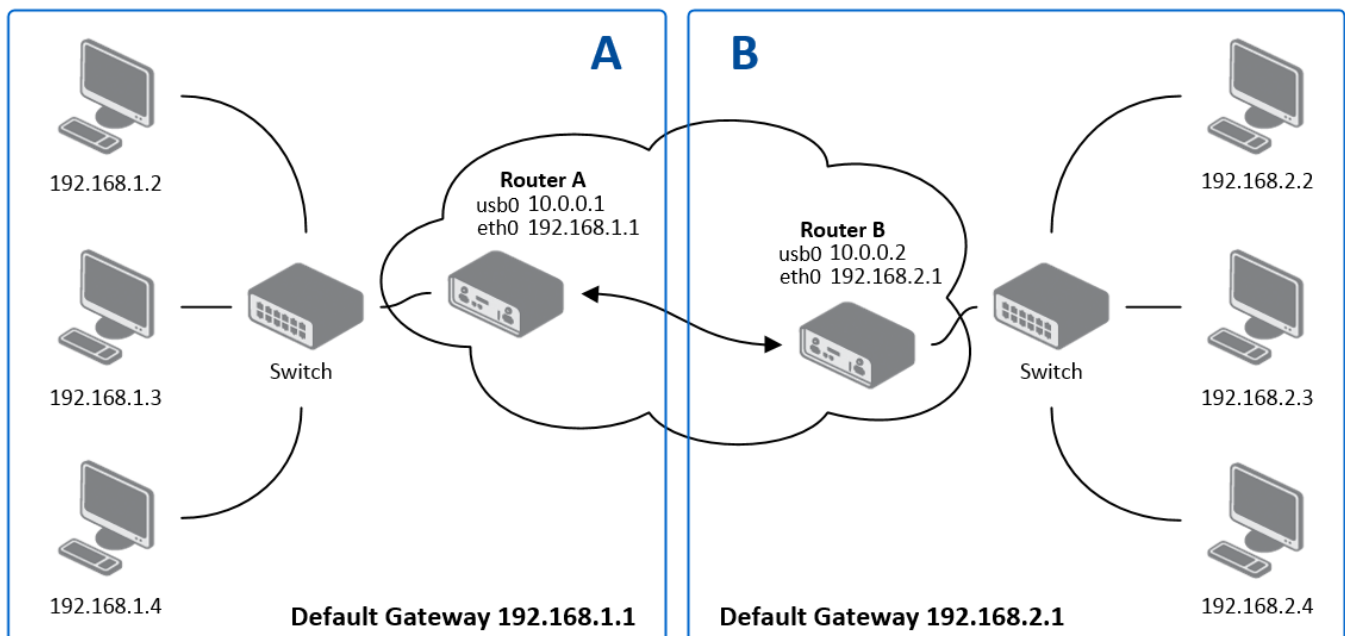 A
B
192.168.1.2
192.168.1.3
192.168.1.4
Switch
Router A
usb0 10.0.0.1
eth0 192.168.1.1
Default Gateway 192.168.1.1
Router B
usb0 10.0.0.2
eth0 192.168.2.1
Switch
192.168.2.2
192.168.2.3
192.168.2.4
Default Gateway 192.168.2.1